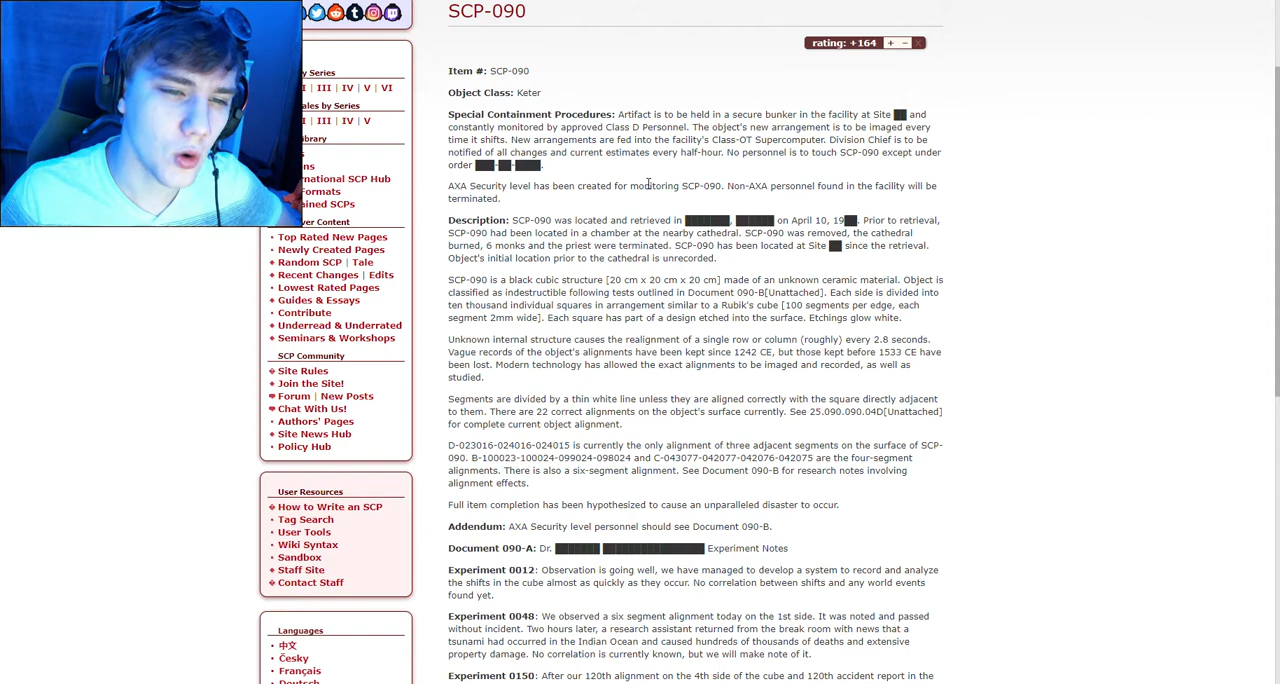 SCP-090
rating: +164 + – X
Item #: SCP-090
Object Class: Keter
Special Containment Procedures: Artifact is to be held in a secure bunker in the facility at Site ██ and
constantly monitored by approved Class D Personnel. The object's new arrangement is to be imaged every
time it shifts. New arrangements are fed into the facility's Class-OT Supercomputer. Division Chief is to be
notified of all changes and current estimates every half-hour. No personnel is to touch SCP-090 except under
order ███-██-████.
AXA Security level has been created for monitoring SCP-090. Non-AXA personnel found in the facility will be
terminated.
Description: SCP-090 was located and retrieved in ███████, ██████ on April 10, 19██. Prior to retrieval,
SCP-090 had been located in a chamber at the nearby cathedral. SCP-090 was removed, the cathedral
burned, 6 monks and the priest were terminated. SCP-090 has been located at Site ██ since the retrieval.
Object's initial location prior to the cathedral is unrecorded.
SCP-090 is a black cubic structure [20 cm x 20 cm x 20 cm] made of an unknown ceramic material. Object is
classified as indestructible following tests outlined in Document 090-B[Unattached]. Each side is divided into
ten thousand individual squares in arrangement similar to a Rubik's cube [100 segments per edge, each
segment 2mm wide]. Each square has part of a design etched into the surface. Etchings glow white.
Unknown internal structure causes the realignment of a single row or column (roughly) every 2.8 seconds.
Vague records of the object's alignments have been kept since 1242 CE, but those kept before 1533 CE have
been lost. Modern technology has allowed the exact alignments to be imaged and recorded, as well as
studied.
Segments are divided by a thin white line unless they are aligned correctly with the square directly adjacent
to them. There are 22 correct alignments on the object's surface currently. See 25.090.090.04D[Unattached]
for complete current object alignment.
D-023016-024016-024015 is currently the only alignment of three adjacent segments on the surface of SCP-
090. B-100023-100024-099024-098024 and C-043077-042077-042076-042075 are the four-segment
alignments. There is also a six-segment alignment. See Document 090-B for research notes involving
alignment effects.
Full item completion has been hypothesized to cause an unparalleled disaster to occur.
Addendum: AXA Security level personnel should see Document 090-B.
Document 090-A: Dr. ███████ ████████████████ Experiment Notes
Experiment 0012: Observation is going well, we have managed to develop a system to record and analyze
the shifts in the cube almost as quickly as they occur. No correlation between shifts and any world events
found yet.
Experiment 0048: We observed a six segment alignment today on the 1st side. It was noted and passed
without incident. Two hours later, a research assistant returned from the break room with news that a
tsunami had occurred in the Indian Ocean and caused hundreds of thousands of deaths and extensive
property damage. No correlation is currently known, but we will make note of it.
Experiment 0150: After our 120th alignment on the 4th side of the cube and 120th accident report in the
y Series
I | III | IV | V | VI
ales by Series
I | III | IV | V
ibrary
s
ons
rnational SCP Hub
Formats
ained SCPs
ver Content
Top Rated New Pages
Newly Created Pages
Random SCP | Tale
Recent Changes | Edits
Lowest Rated Pages
Guides & Essays
Contribute
Underread & Underrated
Seminars & Workshops
SCP Community
Site Rules
Join the Site!
Forum | New Posts
Chat With Us!
Authors' Pages
Site News Hub
Policy Hub
User Resources
How to Write an SCP
Tag Search
User Tools
Wiki Syntax
Sandbox
Staff Site
Contact Staff
Languages
中文
Česky
Français
Deutsch